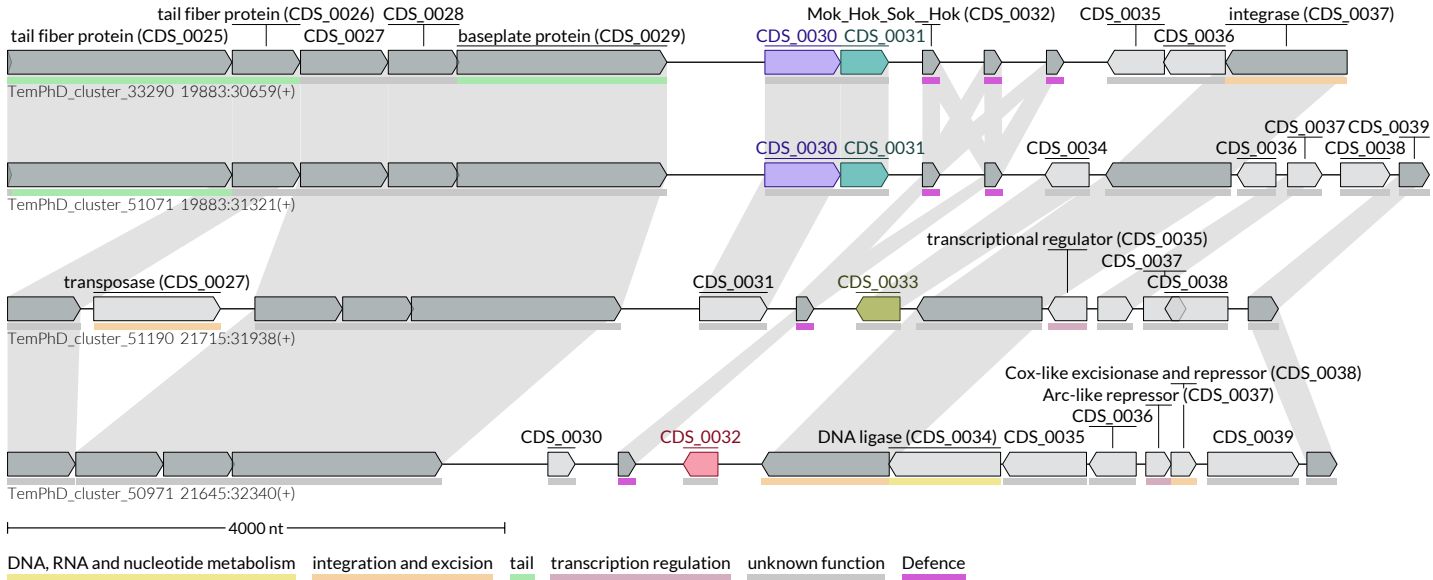 tail fiber protein (CDS_0026) CDS_0028 Mok_Hok_Sok__Hok (CDS_0032) CDS_0035 integrase (CDS_0037)
tail fiber protein (CDS_0025) CDS_0027 baseplate protein (CDS_0029) CDS_0030 CDS_0031 CDS_0036
TemPhD_cluster_33290 19883:30659(+)
CDS_0037 CDS_0039
CDS_0030 CDS_0031 CDS_0034 CDS_0036 CDS_0038
TemPhD_cluster_51071 19883:31321(+)
transcriptional regulator (CDS_0035)
CDS_0037
transposase (CDS_0027) CDS_0031 CDS_0033 CDS_0038
TemPhD_cluster_51190 21715:31938(+)
Cox-like excisionase and repressor (CDS_0038)
Arc-like repressor (CDS_0037)
CDS_0036
CDS_0030 CDS_0032 DNA ligase (CDS_0034) CDS_0035 CDS_0039
TemPhD_cluster_50971 21645:32340(+)
4000 nt
DNA, RNA and nucleotide metabolism integration and excision tail transcription regulation unknown function Defence